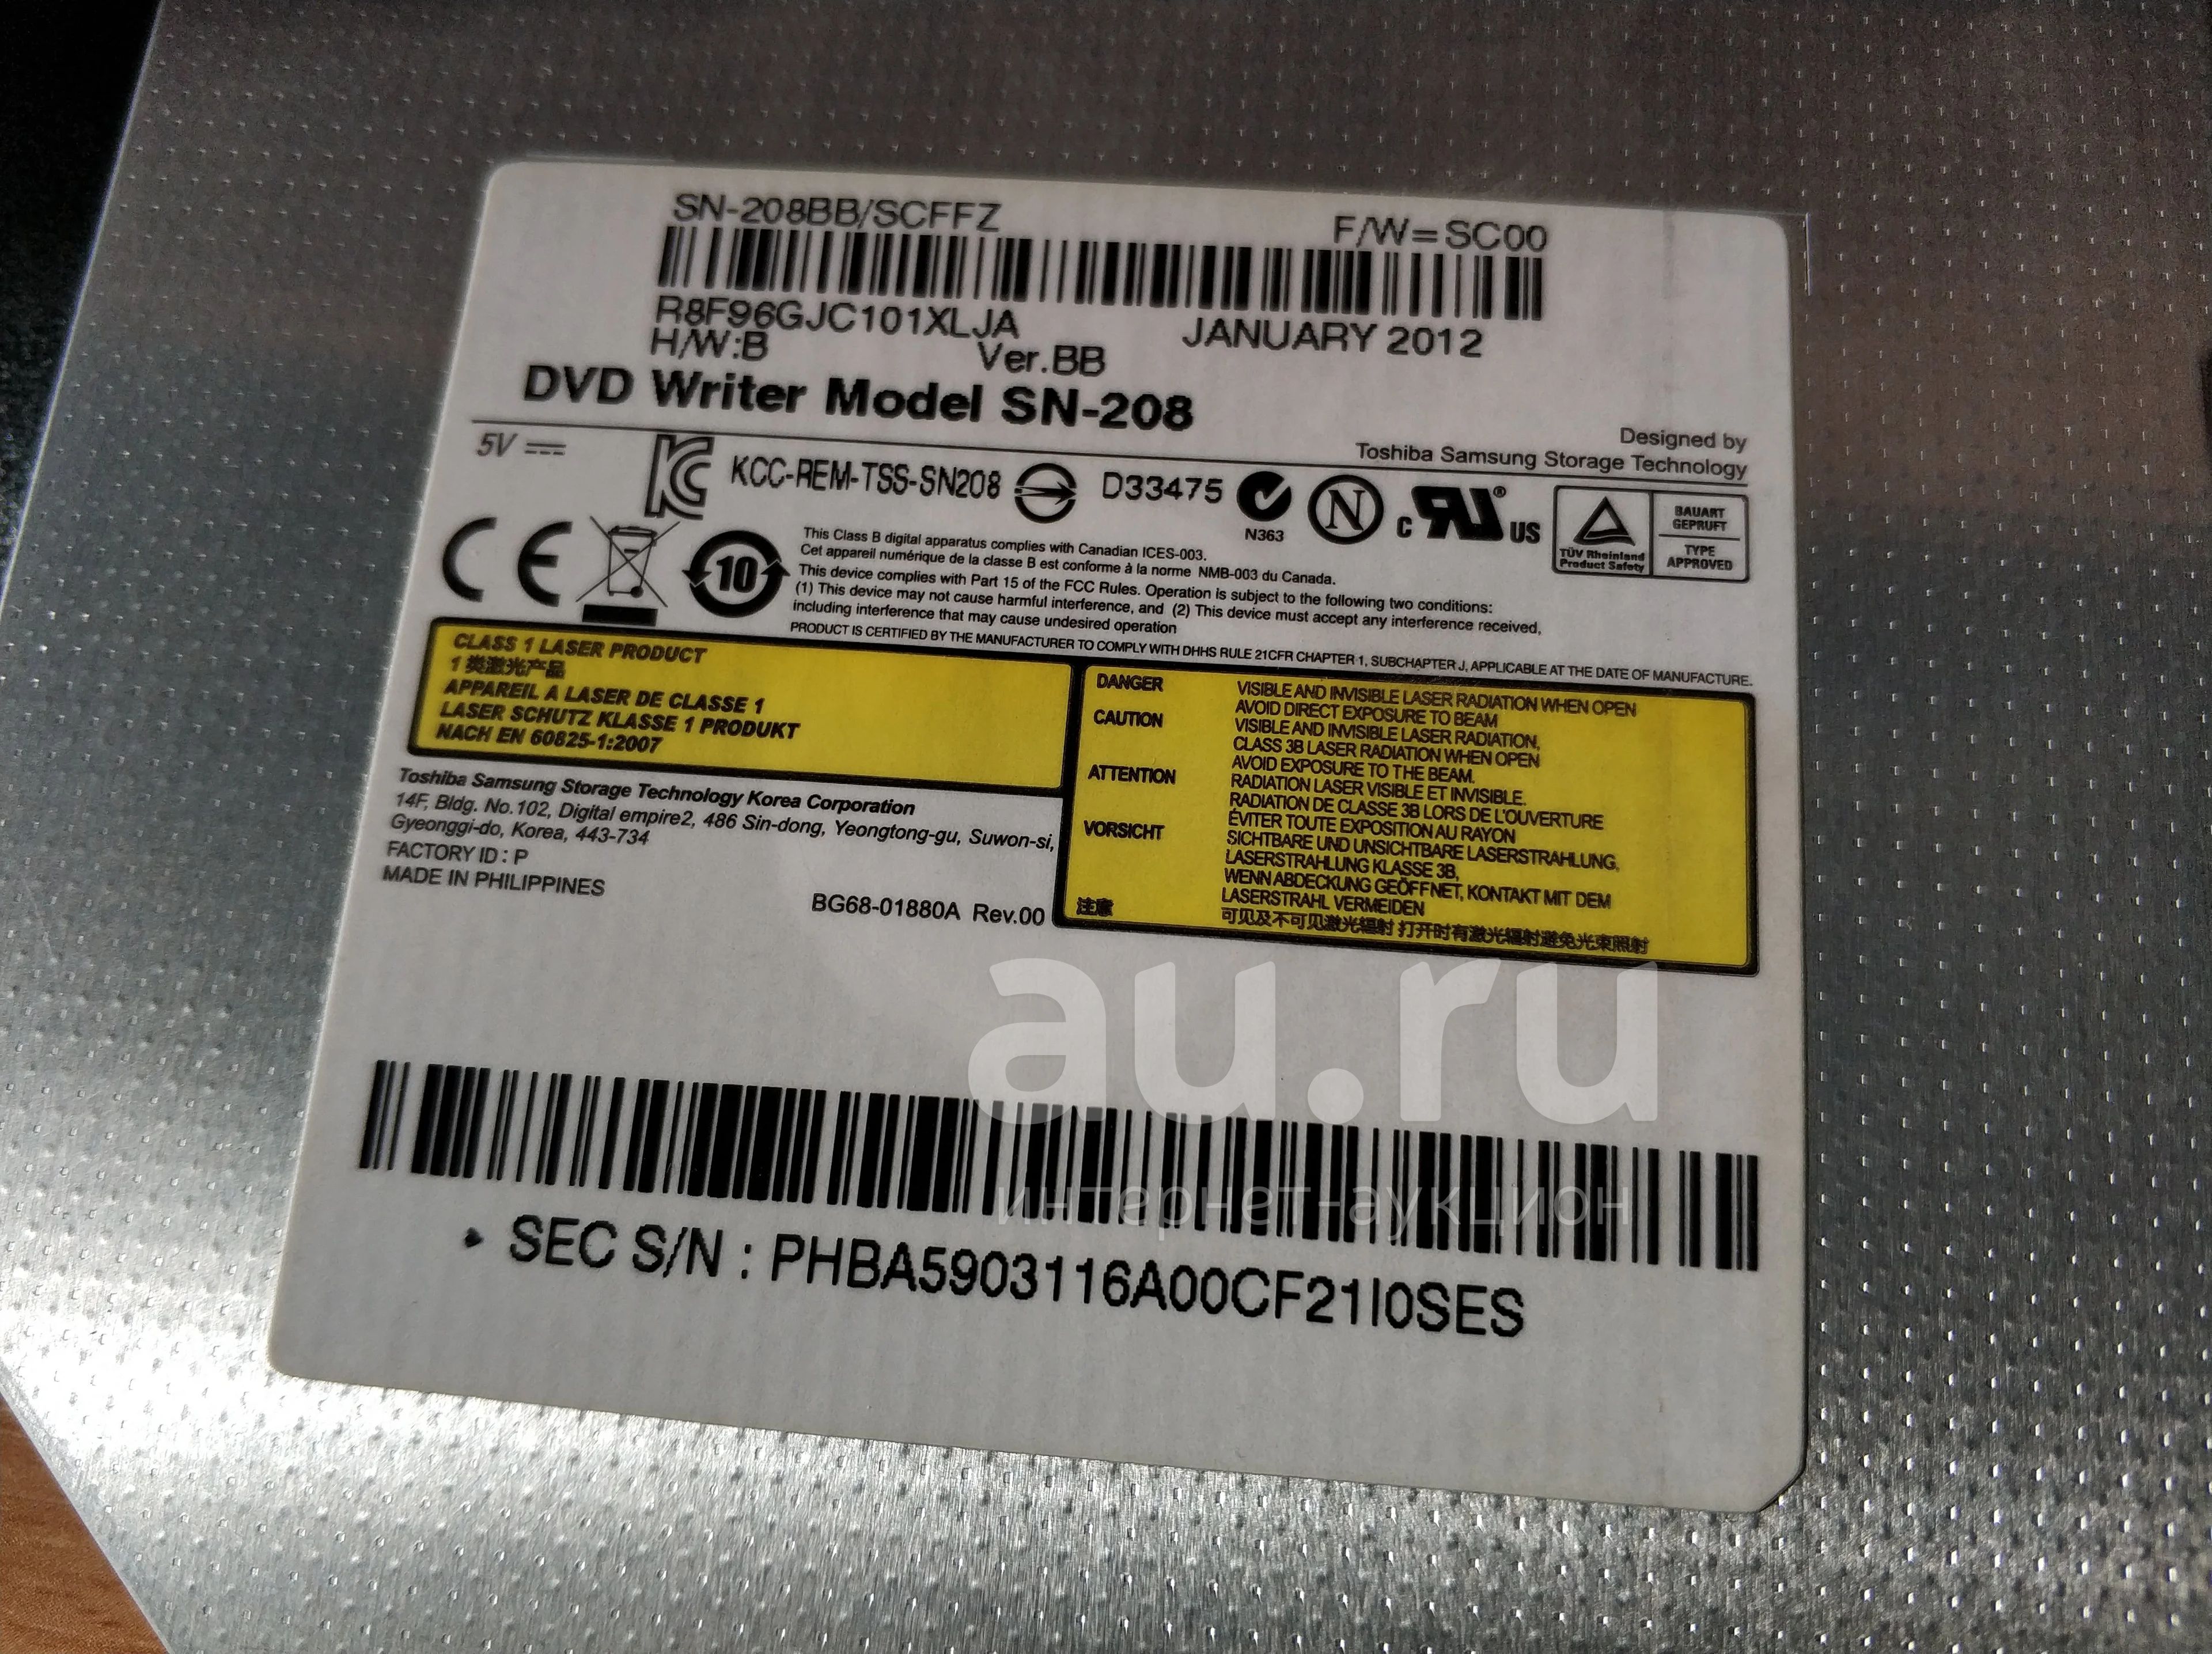 SN-208BB/SCFFZ F/W=SC00
R8F96GJC101XLJA JANUARY 2012
H/W:B Ver.BB
DVD Writer Model SN-208
Designed by
Toshiba Samsung Storage Technology
5V
KCC-REM-TSS-SN208 D33475 N363 N c RU ® US
TÜV Rheinland
Product Safety
BAUART
GEPRUFT
TYPE
APPROVED
CE 10
This Class B digital apparatus complies with Canadian ICES-003.
Cet appareil numérique de la classe B est conforme à la norme NMB-003 du Canada.
This device complies with Part 15 of the FCC Rules. Operation is subject to the following two conditions:
(1) This device may not cause harmful interference, and (2) This device must accept any interference received,
including interference that may cause undesired operation
PRODUCT IS CERTIFIED BY THE MANUFACTURER TO COMPLY WITH DHHS RULE 21CFR CHAPTER 1, SUBCHAPTER J, APPLICABLE AT THE DATE OF MANUFACTURE.
CLASS 1 LASER PRODUCT
1 类激光产品
APPAREIL A LASER DE CLASSE 1
LASER SCHUTZ KLASSE 1 PRODUKT
NACH EN 60825-1:2007
DANGER VISIBLE AND INVISIBLE LASER RADIATION WHEN OPEN
AVOID DIRECT EXPOSURE TO BEAM
CAUTION VISIBLE AND INVISIBLE LASER RADIATION,
CLASS 3B LASER RADIATION WHEN OPEN
AVOID EXPOSURE TO THE BEAM.
ATTENTION RADIATION LASER VISIBLE ET INVISIBLE.
RADIATION DE CLASSE 3B LORS DE L'OUVERTURE
ÉVITER TOUTE EXPOSITION AU RAYON
VORSICHT SICHTBARE UND UNSICHTBARE LASERSTRAHLUNG,
LASERSTRAHLUNG KLASSE 3B,
WENN ABDECKUNG GEÖFFNET, KONTAKT MIT DEM
LASERSTRAHL VERMEIDEN
注意 可见及不可见激光辐射 打开时有激光辐射避免光束照射
Toshiba Samsung Storage Technology Korea Corporation
14F, Bldg. No.102, Digital empire2, 486 Sin-dong, Yeongtong-gu, Suwon-si,
Gyeonggi-do, Korea, 443-734
FACTORY ID : P
MADE IN PHILIPPINES
BG68-01880A Rev.00
au.ru
интернет-аукцион
SEC S/N : PHBA5903116A00CF21I0SES